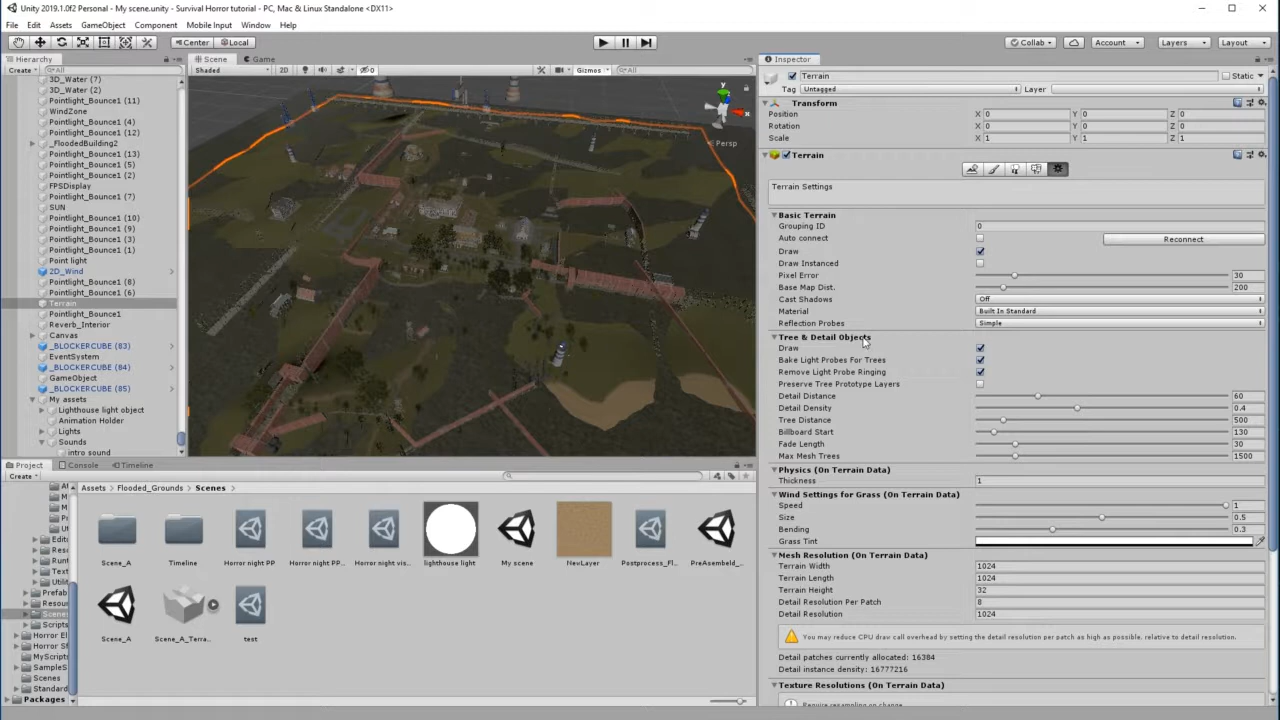 Unity 2019.1.0f2 Personal - My scene.unity - Survival Horror tutorial - PC, Mac & Linux Standalone <DX11>
File Edit Assets GameObject Component Mobile Input Window Help
Center Local Collab Account Layers Layout
Hierarchy
Create All
3D_Water (7)
3D_Water (2)
Pointlight_Bounce1 (11)
WindZone
Pointlight_Bounce1 (4)
Pointlight_Bounce1 (12)
_FloodedBuilding2
Pointlight_Bounce1 (13)
Pointlight_Bounce1 (5)
Pointlight_Bounce1 (2)
FPSDisplay
Pointlight_Bounce1 (7)
SUN
Pointlight_Bounce1 (10)
Pointlight_Bounce1 (9)
Pointlight_Bounce1 (3)
Pointlight_Bounce1 (1)
Point light
2D_Wind
Pointlight_Bounce1 (8)
Pointlight_Bounce1 (6)
Terrain
Pointlight_Bounce1
Reverb_Interior
Canvas
_BLOCKERCUBE (83)
EventSystem
_BLOCKERCUBE (84)
GameObject
_BLOCKERCUBE (85)
My assets
Lighthouse light object
Animation Holder
Lights
Sounds
intro sound
Scene Game
Shaded 2D 0 Gizmos All
y
x
Persp
Project Console Timeline
Create
Edito
Res
Runt
Text
Utili
Prefab
Resour
Scene
Scripts
Horror El
Horror Sh
MyScripts
SampleS
Scenes
Standard
Packages
Assets > Flooded_Grounds > Scenes >
Scene_A
Timeline
Horror night PP
Horror night PP...
Horror night vis...
lighthouse light
My scene
NewLayer
Postprocess_Fl...
PreAsembeld_...
Scene_A
Scene_A_Terra...
test
Inspector
Terrain Static
Tag Untagged Layer
Transform
Position X 0 Y 0 Z 0
Rotation X 0 Y 0 Z 0
Scale X 1 Y 1 Z 1
Terrain
Terrain Settings
Basic Terrain
Grouping ID 0
Auto connect Reconnect
Draw
Draw Instanced
Pixel Error 30
Base Map Dist. 200
Cast Shadows Off
Material Built In Standard
Reflection Probes Simple
Tree & Detail Objects
Draw
Bake Light Probes For Trees
Remove Light Probe Ringing
Preserve Tree Prototype Layers
Detail Distance 60
Detail Density 0.4
Tree Distance 500
Billboard Start 130
Fade Length 30
Max Mesh Trees 1500
Physics (On Terrain Data)
Thickness 1
Wind Settings for Grass (On Terrain Data)
Speed 1
Size 0.5
Bending 0.3
Grass Tint
Mesh Resolution (On Terrain Data)
Terrain Width 1024
Terrain Length 1024
Terrain Height 32
Detail Resolution Per Patch 8
Detail Resolution 1024
You may reduce CPU draw call overhead by setting the detail resolution per patch as high as possible, relative to detail resolution.
Detail patches currently allocated: 16384
Detail instance density: 16777216
Texture Resolutions (On Terrain Data)
Require resampling on change